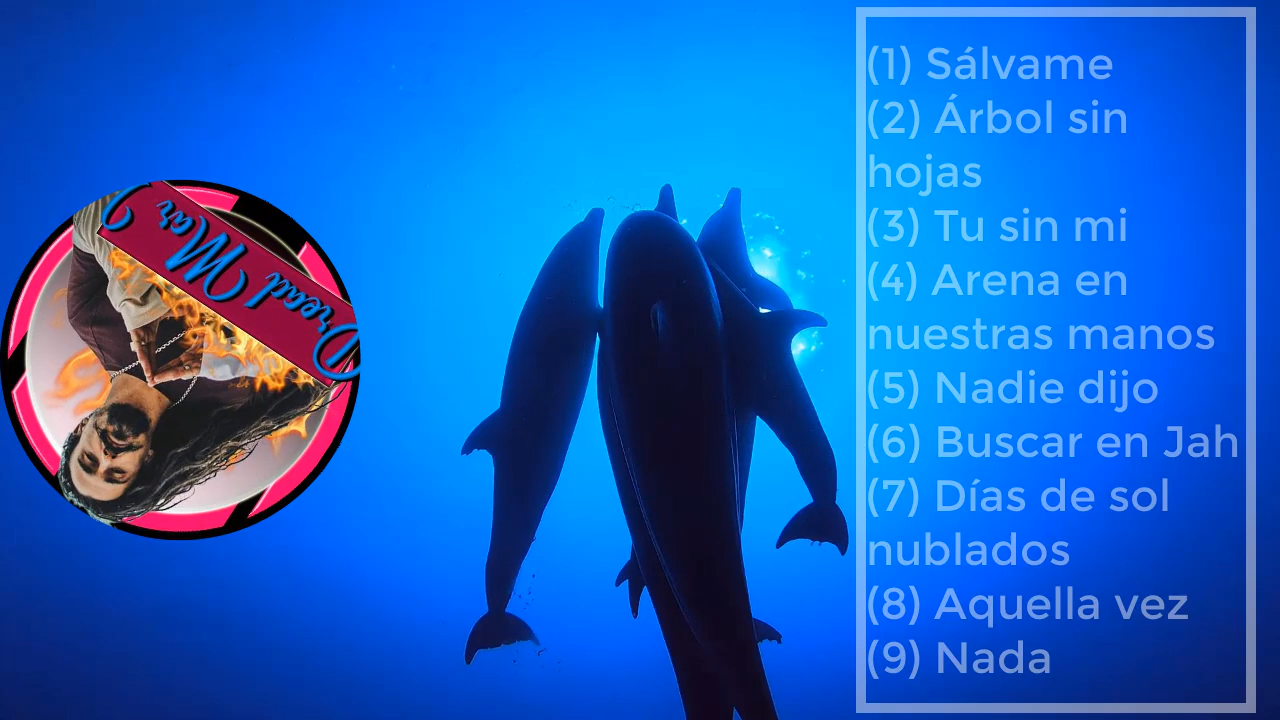 Dread Mar I
(1) Sálvame
(2) Árbol sin
hojas
(3) Tu sin mi
(4) Arena en
nuestras manos
(5) Nadie dijo
(6) Buscar en Jah
(7) Días de sol
nublados
(8) Aquella vez
(9) Nada